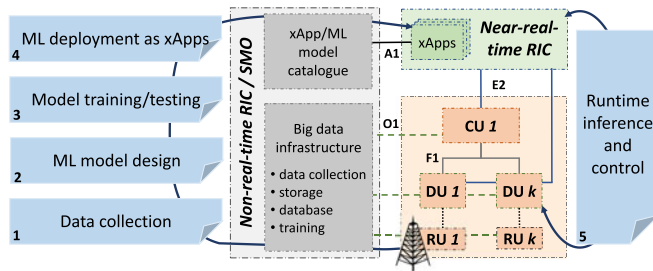 ML deployment as xApps
4
Model training/testing
3
ML model design
2
Data collection
1
Non-real-time RIC / SMO
xApp/ML
model
catalogue
Big data
infrastructure
• data collection
• storage
• database
• training
A1
O1
xApps
Near-real-
time RIC
E2
CU 1
F1
DU 1
DU k
RU 1
RU k
Runtime
inference
and
control
5